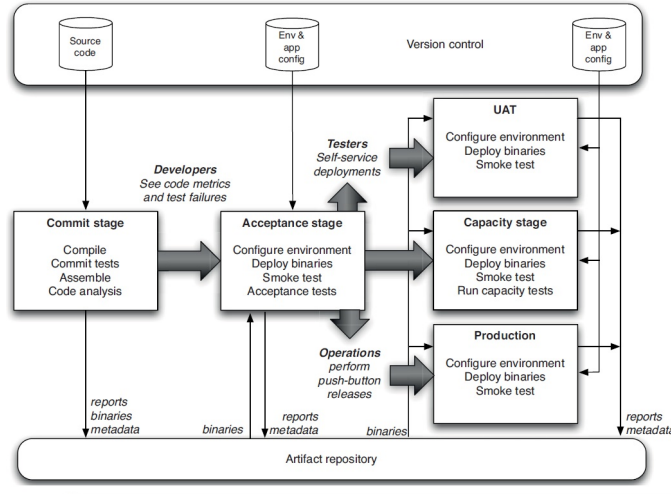 Source
code
Env &
app
config
Version control
Env &
app
config
Developers
See code metrics
and test failures
Testers
Self-service
deployments
UAT
Configure environment
Deploy binaries
Smoke test
Commit stage
Compile
Commit tests
Assemble
Code analysis
Acceptance stage
Configure environment
Deploy binaries
Smoke test
Acceptance tests
Capacity stage
Configure environment
Deploy binaries
Smoke test
Run capacity tests
Operations
perform
push-button
releases
Production
Configure environment
Deploy binaries
Smoke test
reports
binaries
metadata
binaries
reports
metadata
binaries
reports
metadata
Artifact repository